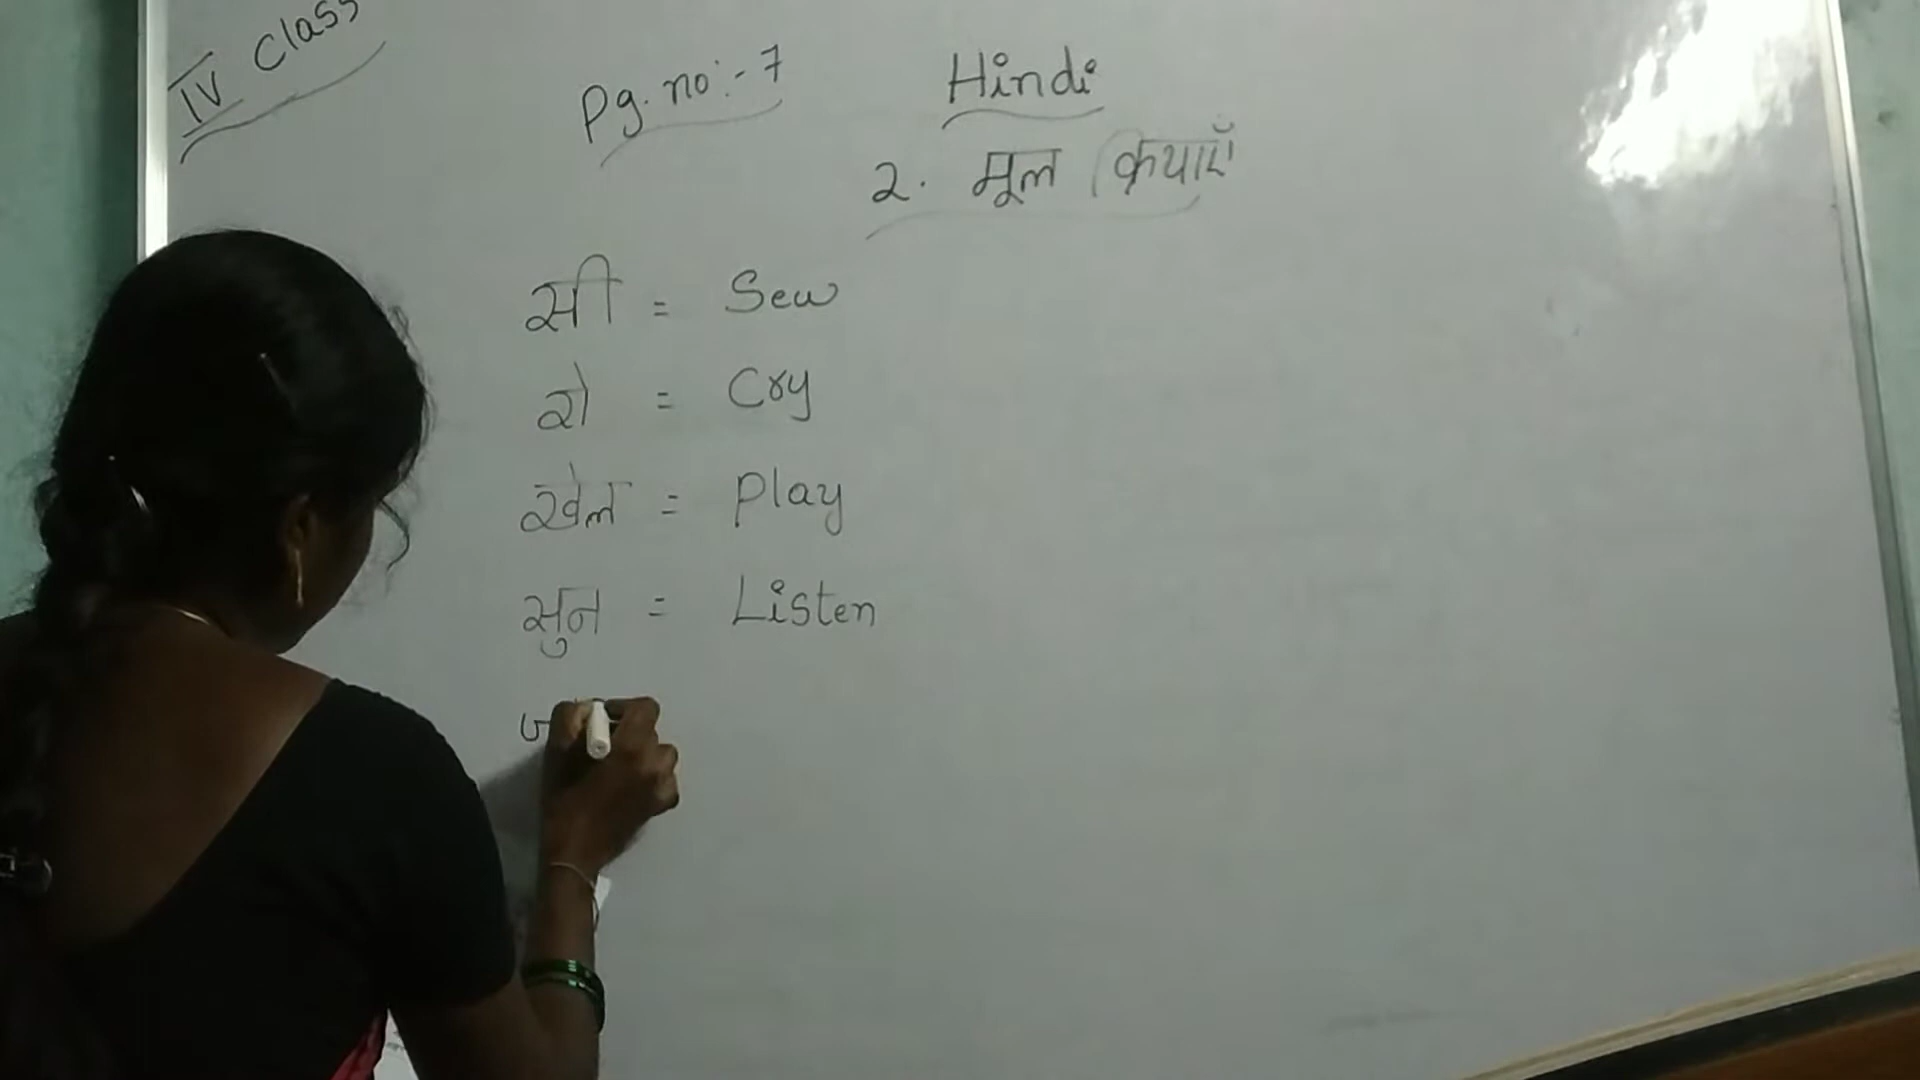 IV Class
Pg. no:- 7
Hindi
2. मूल क्रियाएँ
सी = Sew
रो = Cry
खेल = Play
सुन = Listen